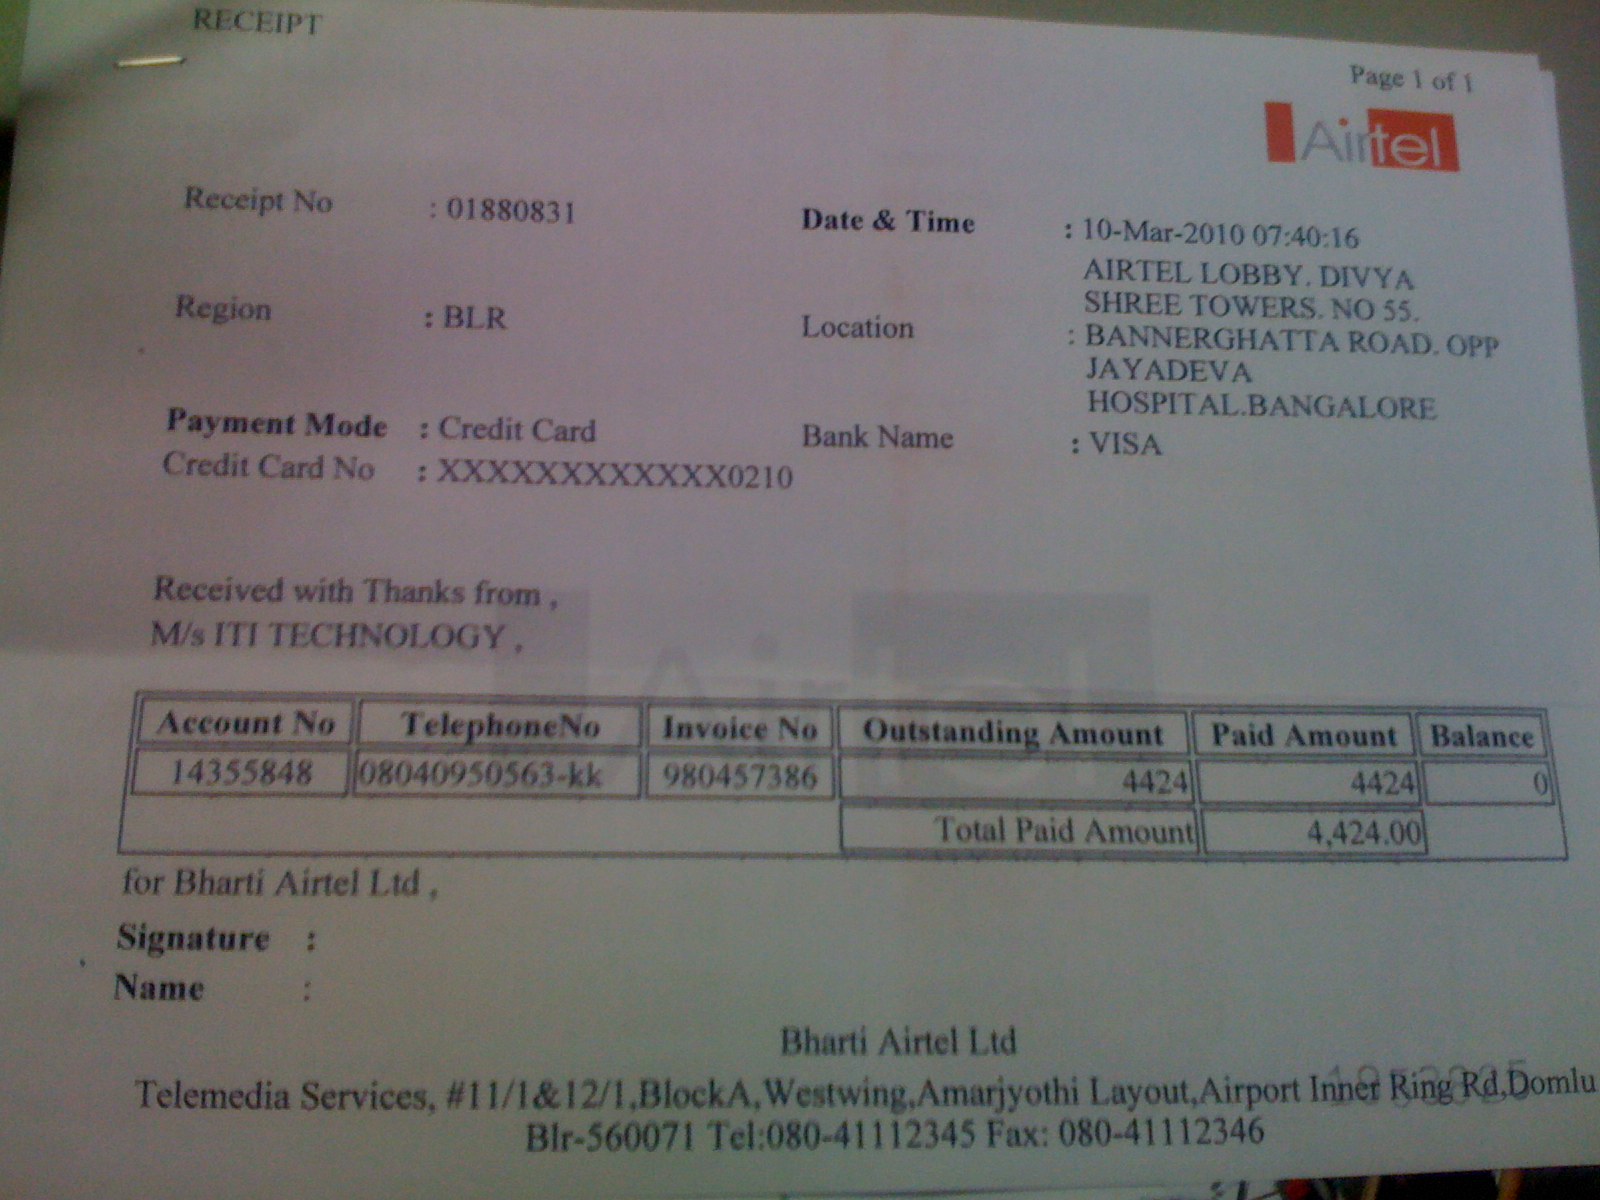 RECEIPT
Page 1 of 1
Airtel
Receipt No : 01880831 Date & Time : 10-Mar-2010 07:40:16
AIRTEL LOBBY. DIVYA
SHREE TOWERS. NO 55.
Region : BLR Location : BANNERGHATTA ROAD. OPP
JAYADEVA
HOSPITAL.BANGALORE
Payment Mode : Credit Card Bank Name : VISA
Credit Card No : XXXXXXXXXXXX0210
Received with Thanks from ,
M/s ITI TECHNOLOGY ,
Account No TelephoneNo Invoice No Outstanding Amount Paid Amount Balance
14355848 08040950563-kk 980457386 4424 4424 0
Total Paid Amount 4,424.00
for Bharti Airtel Ltd ,
Signature :
Name :
Bharti Airtel Ltd
Telemedia Services, #11/1&12/1,BlockA,Westwing,Amarjyothi Layout,Airport Inner Ring Rd,Domlu
Blr-560071 Tel:080-41112345 Fax: 080-41112346